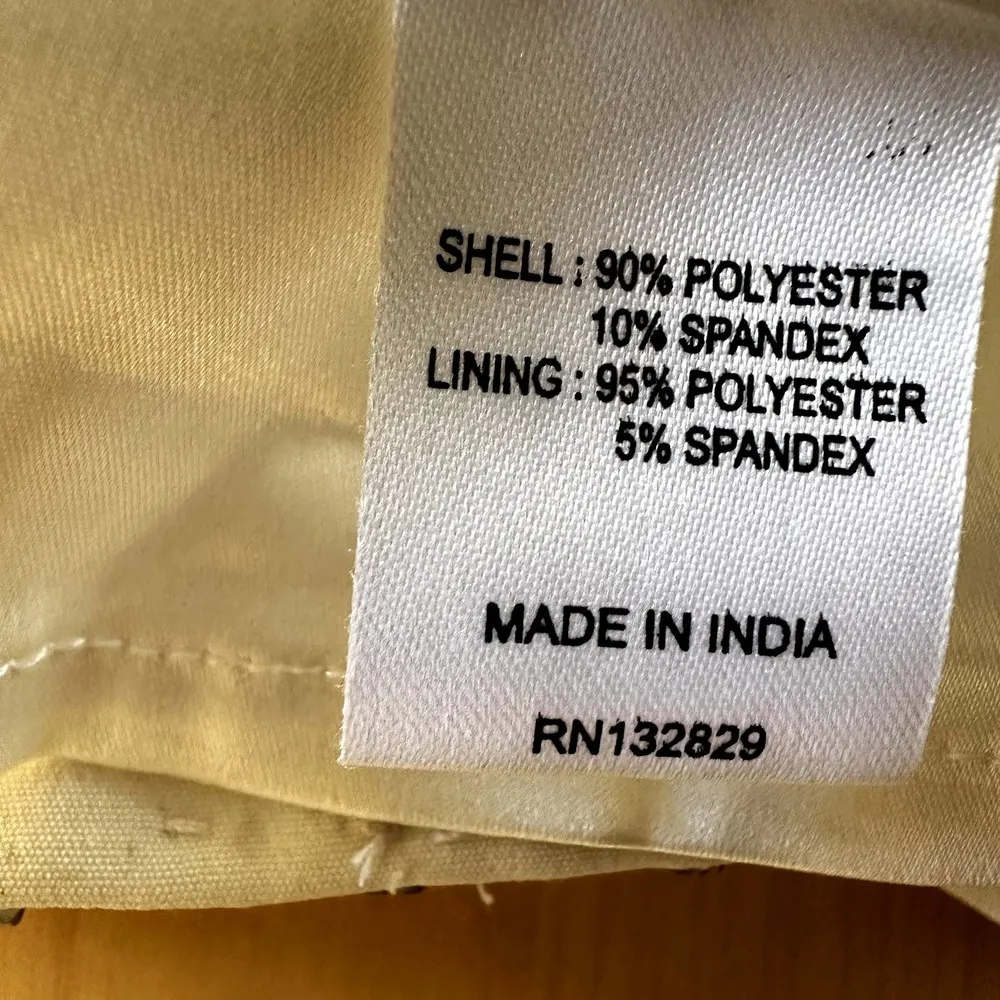 SHELL : 90% POLYESTER
10% SPANDEX
LINING : 95% POLYESTER
5% SPANDEX
MADE IN INDIA
RN132829